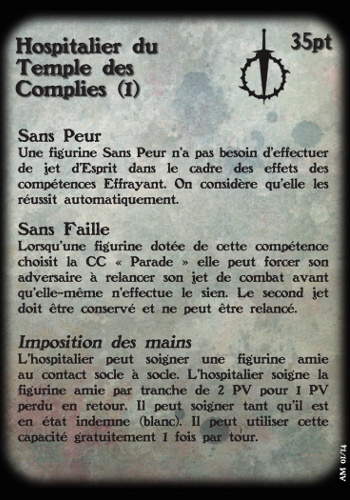 Hospitalier du
Temple des
Complies (1)
35pt
Sans Peur
Une figurine Sans Peur n'a pas besoin d'effectuer
de jet d'Esprit dans le cadre des effets des
compétences Effrayant. On considère qu'elle les
réussit automatiquement.
Sans Faille
Lorsqu'une figurine dotée de cette compétence
choisit la CC « Parade » elle peut forcer son
adversaire à relancer son jet de combat avant
qu'elle-même n'effectue le sien. Le second jet
doit être conservé et ne peut être relancé.
Imposition des mains
L'hospitalier peut soigner une figurine amie
au contact socle à socle. L'hospitalier soigne la
figurine amie par tranche de 2 PV pour 1 PV
perdu en retour. Il peut soigner tant qu'il est
en état indemne (blanc). Il peut utiliser cette
capacité gratuitement 1 fois par tour.
AM 01/14